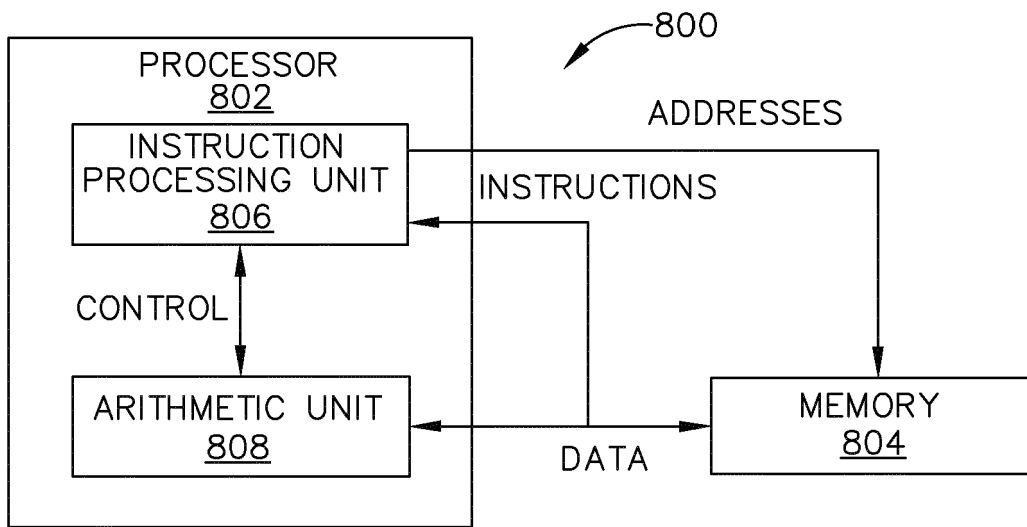 800
PROCESSOR
802
ADDRESSES
INSTRUCTION
PROCESSING UNIT
806
INSTRUCTIONS
CONTROL
ARITHMETIC UNIT
808
DATA
MEMORY
804